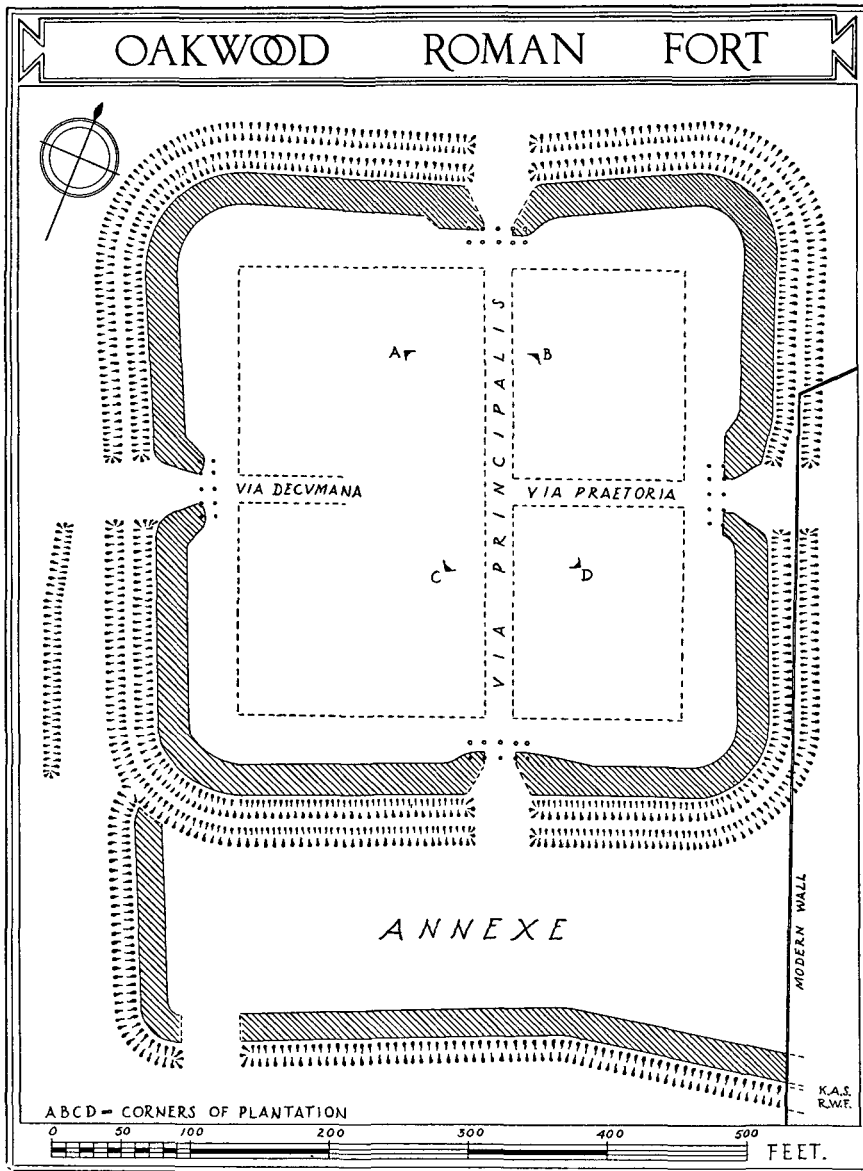 OAKWOOD ROMAN FORT
A
B
VIA PRINCIPALIS
VIA DECVMANA
VIA PRAETORIA
C
D
ANNEXE
MODERN WALL
K.A.S.
R.W.F.
ABCD = CORNERS OF PLANTATION
0 50 100 200 300 400 500 FEET.